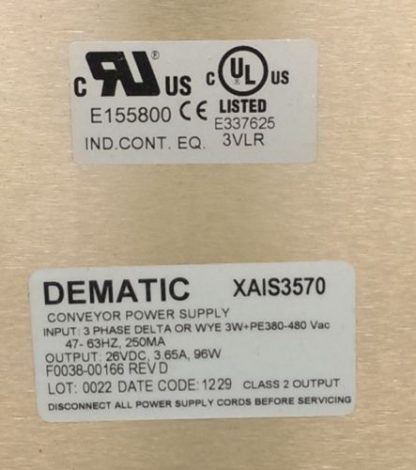 c RU® US c UL US
E155800 CE LISTED
E337625
IND.CONT. EQ. 3VLR
DEMATIC XAIS3570
CONVEYOR POWER SUPPLY
INPUT: 3 PHASE DELTA OR WYE 3W+PE380-480 Vac
47- 63HZ, 250MA
OUTPUT: 26VDC, 3.65A, 96W
F0038-00166 REV D
LOT: 0022 DATE CODE: 1229 CLASS 2 OUTPUT
DISCONNECT ALL POWER SUPPLY CORDS BEFORE SERVICING